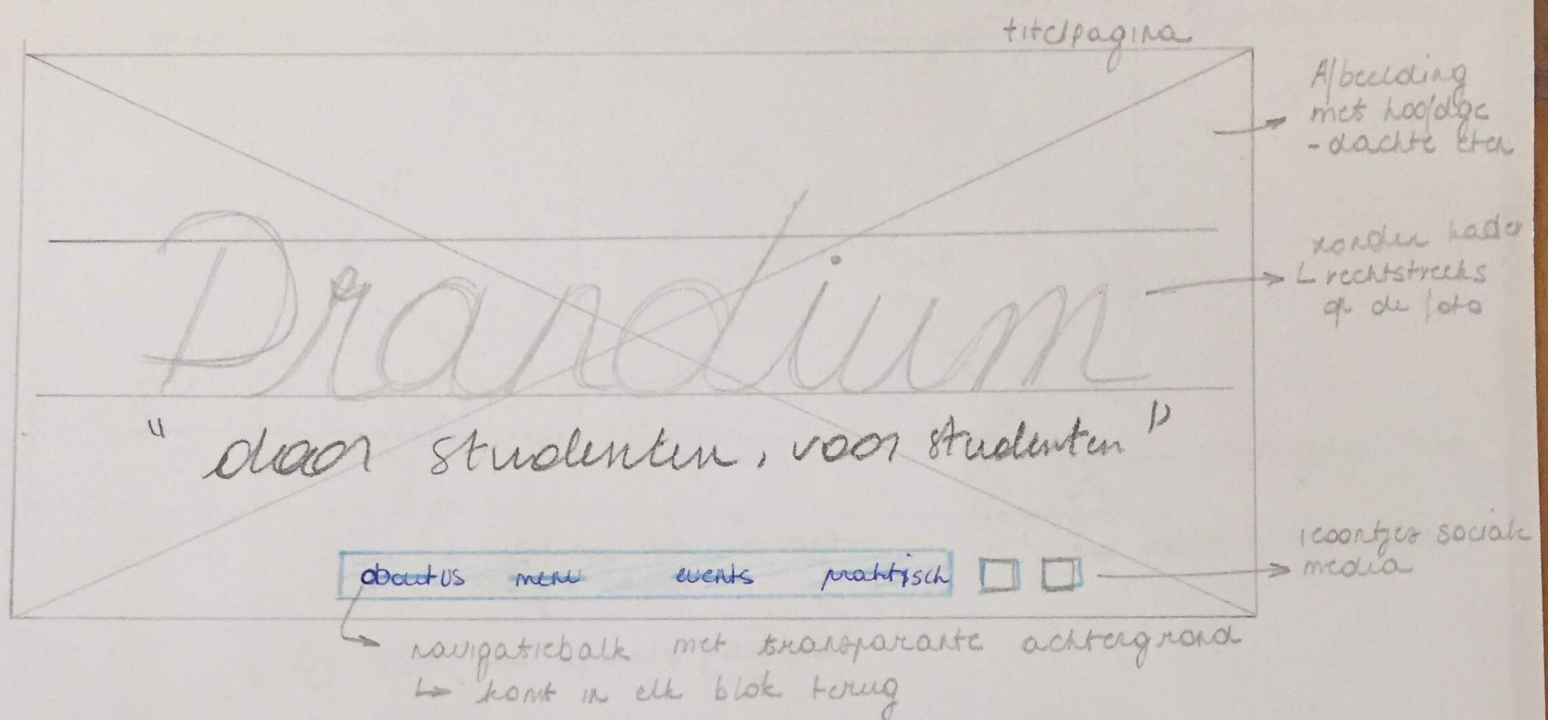 titelpagina
Afbeelding
met hoofdge
-dachte eten
zonder kader
↳ rechtstreeks
op de foto
Prandium
" door studenten, voor studenten "
about us menu events praktisch
icoontjes sociale
media
navigatiebalk met transparante achtergrond
↳ komt in elk blok terug